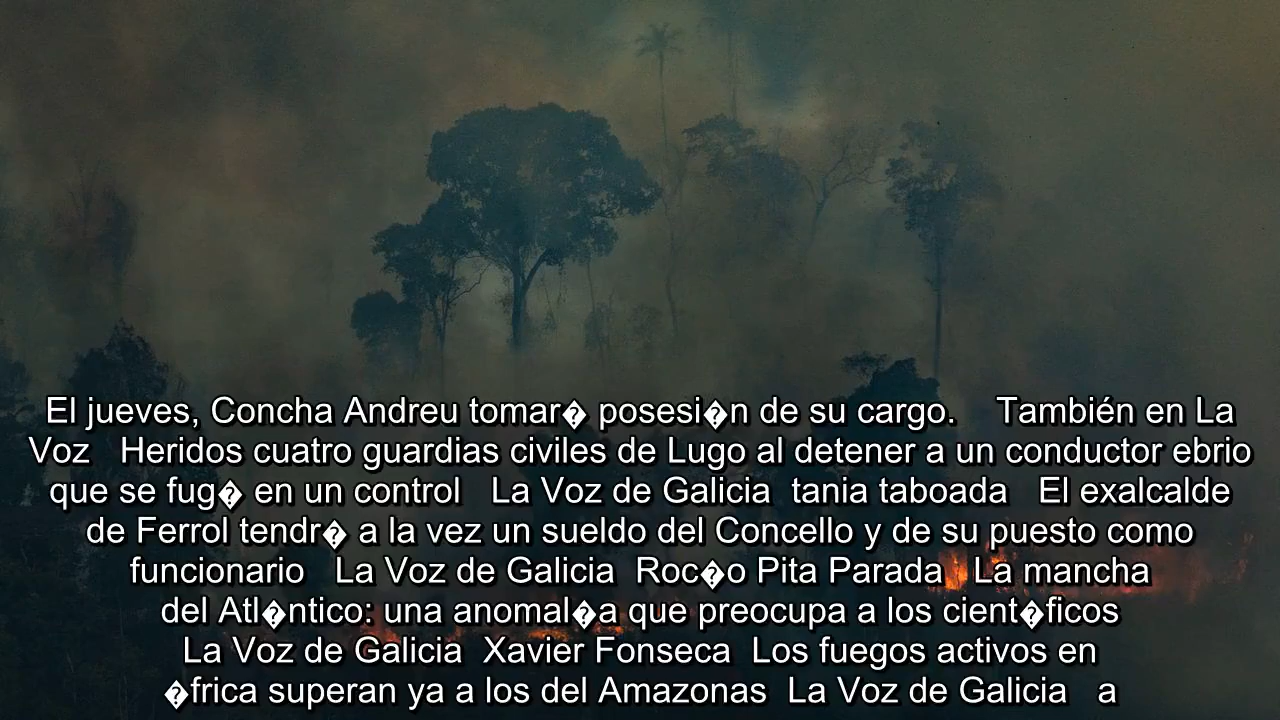 El jueves, Concha Andreu tomar� posesi�n de su cargo. También en La
Voz Heridos cuatro guardias civiles de Lugo al detener a un conductor ebrio
que se fug� en un control La Voz de Galicia tania taboada El exalcalde
de Ferrol tendr� a la vez un sueldo del Concello y de su puesto como
funcionario La Voz de Galicia Roc�o Pita Parada La mancha
del Atl�ntico: una anomal�a que preocupa a los cient�ficos
La Voz de Galicia Xavier Fonseca Los fuegos activos en
�frica superan ya a los del Amazonas La Voz de Galicia a